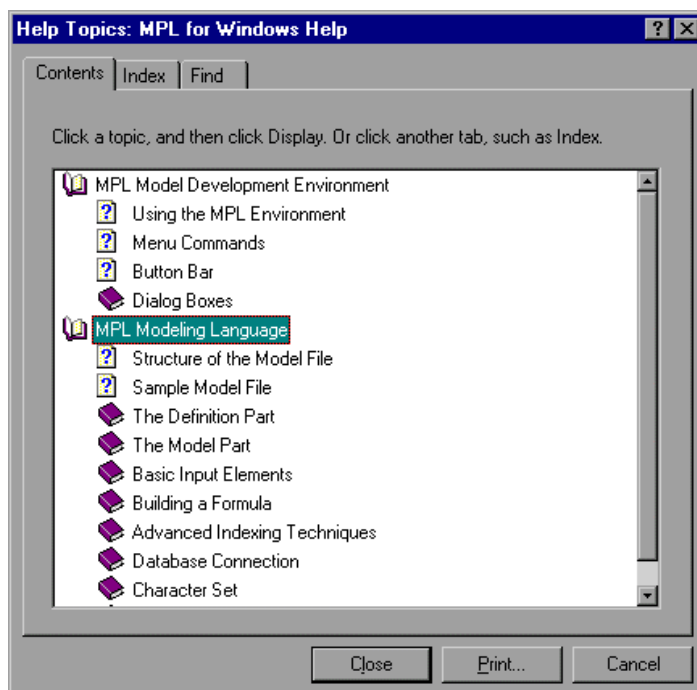 Help Topics: MPL for Windows Help
Contents Index Find
Click a topic, and then click Display. Or click another tab, such as Index.
MPL Model Development Environment
Using the MPL Environment
Menu Commands
Button Bar
Dialog Boxes
MPL Modeling Language
Structure of the Model File
Sample Model File
The Definition Part
The Model Part
Basic Input Elements
Building a Formula
Advanced Indexing Techniques
Database Connection
Character Set
Close Print... Cancel